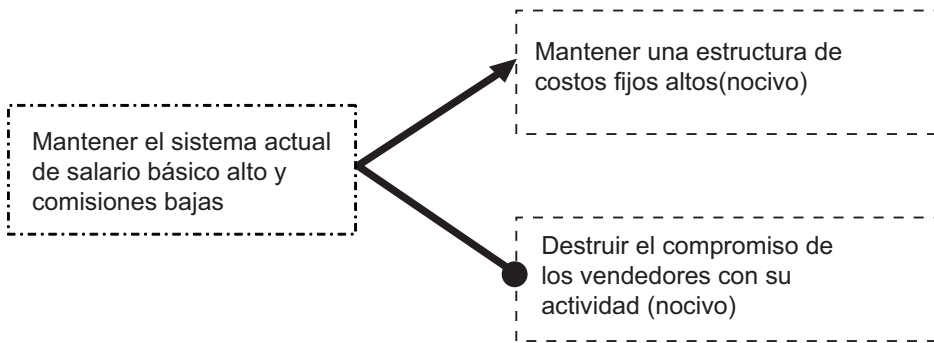 Mantener una estructura de
costos fijos altos(nocivo)
Mantener el sistema actual
de salario básico alto y
comisiones bajas
Destruir el compromiso de
los vendedores con su
actividad (nocivo)